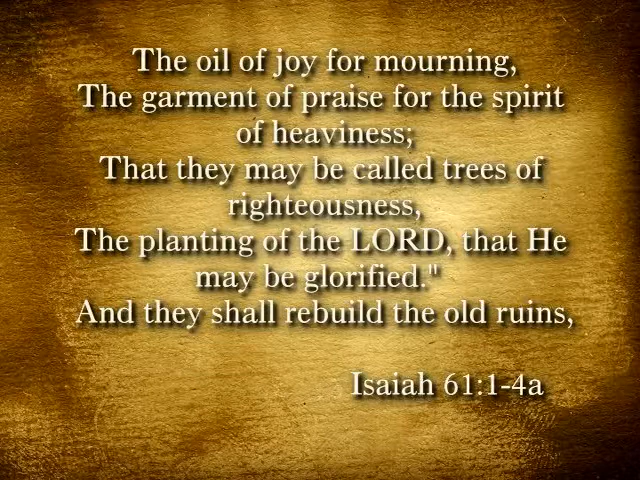 The oil of joy for mourning,
The garment of praise for the spirit
of heaviness;
That they may be called trees of
righteousness,
The planting of the LORD, that He
may be glorified."
And they shall rebuild the old ruins,
Isaiah 61:1-4a